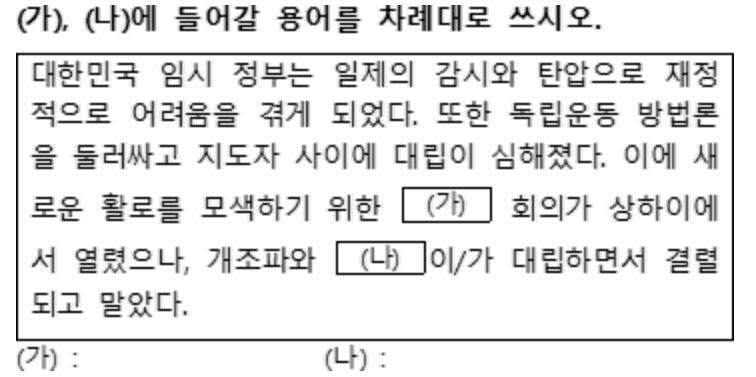 (가), (나)에 들어갈 용어를 차례대로 쓰시오.
대한민국 임시 정부는 일제의 감시와 탄압으로 재정
적으로 어려움을 겪게 되었다. 또한 독립운동 방법론
을 둘러싸고 지도자 사이에 대립이 심해졌다. 이에 새
로운 활로를 모색하기 위한 (가) 회의가 상하이에
서 열렸으나, 개조파와 (나) 이/가 대립하면서 결렬
되고 말았다.
(가) : (나) :